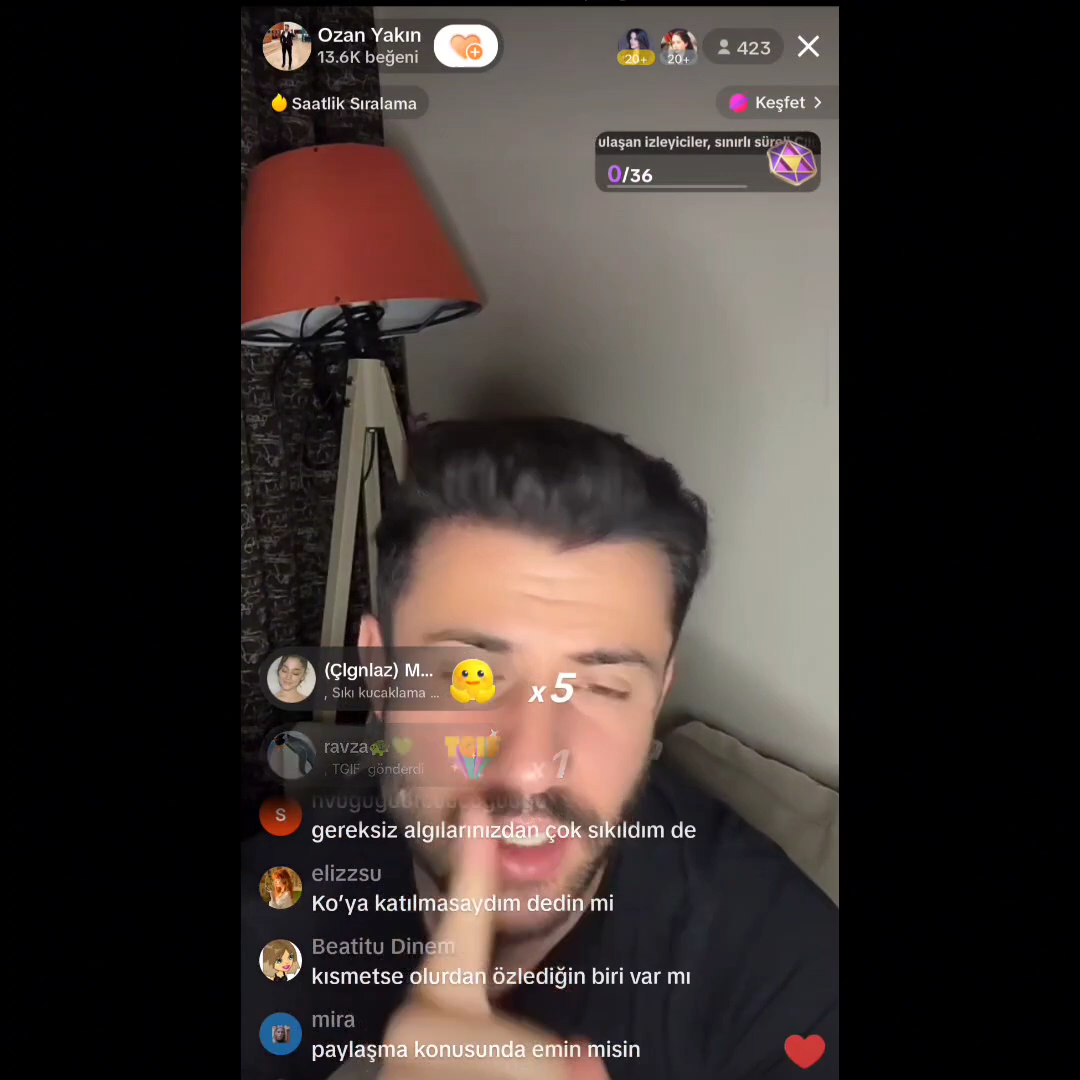 Ozan Yakın
13.6K beğeni
20+
20+
423
Saatlik Sıralama
Keşfet
ulaşan izleyiciler, sınırlı süreli
0/36
(Çlgnlaz) M...
, Sıkı kucaklama ...
x5
ravza
TGIF
, TGIF gönderdi
x1
S
gereksiz algılarınızdan çok sıkıldım de
elizzsu
Ko’ya katılmasaydım dedin mi
Beatitu Dinem
kısmetse olurdan özlediğin biri var mı
mira
paylaşma konusunda emin misin